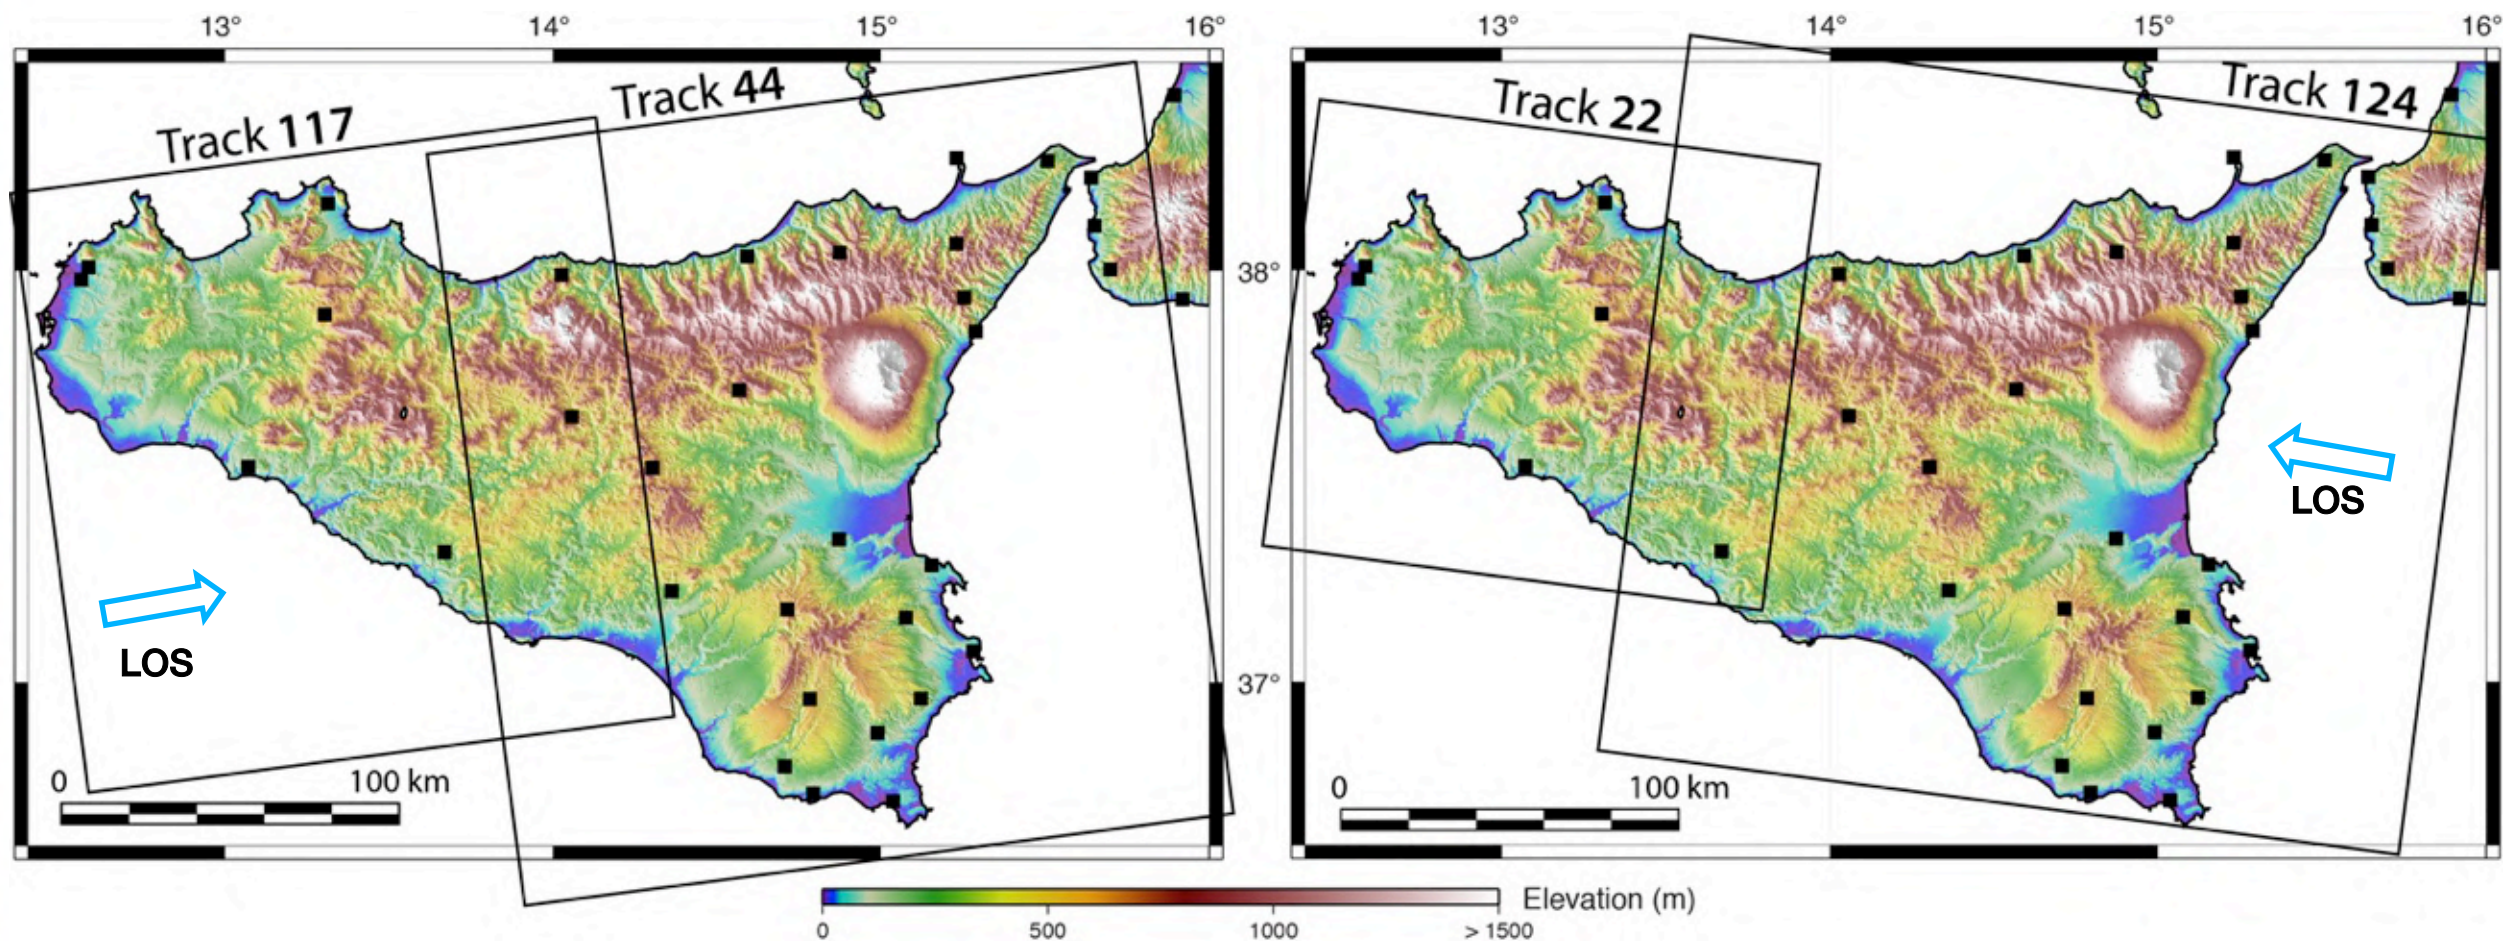 13° 14° 15° 16° 13° 14° 15° 16°
Track 117
Track 44
Track 22
Track 124
38°
LOS
LOS
37°
0 100 km
0 100 km
Elevation (m)
0 500 1000 > 1500